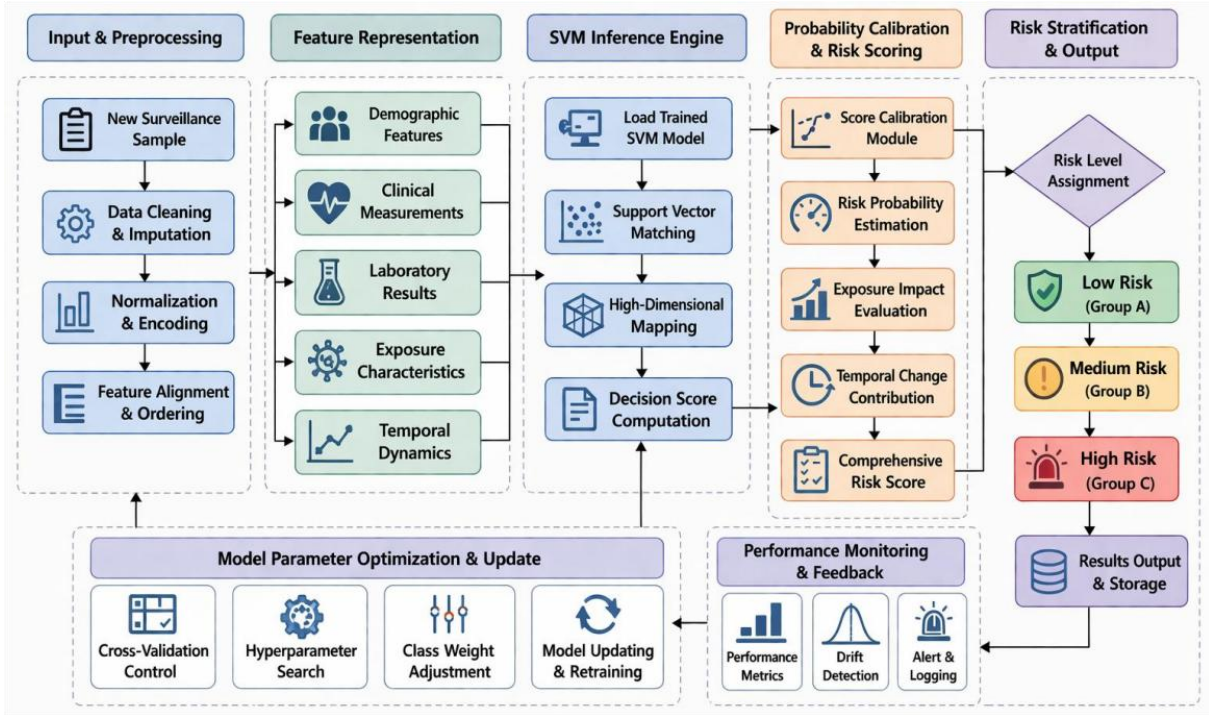 Input & Preprocessing
New Surveillance
Sample
Data Cleaning
& Imputation
Normalization
& Encoding
Feature Alignment
& Ordering
Feature Representation
Demographic
Features
Clinical
Measurements
Laboratory
Results
Exposure
Characteristics
Temporal
Dynamics
SVM Inference Engine
Load Trained
SVM Model
Support Vector
Matching
High-Dimensional
Mapping
Decision Score
Computation
Probability Calibration
& Risk Scoring
Score Calibration
Module
Risk Probability
Estimation
Exposure Impact
Evaluation
Temporal Change
Contribution
Comprehensive
Risk Score
Risk Stratification
& Output
Risk Level
Assignment
Low Risk
(Group A)
Medium Risk
(Group B)
High Risk
(Group C)
Results Output
& Storage
Model Parameter Optimization & Update
Cross-Validation
Control
Hyperparameter
Search
Class Weight
Adjustment
Model Updating
& Retraining
Performance Monitoring
& Feedback
Performance
Metrics
Drift
Detection
Alert &
Logging